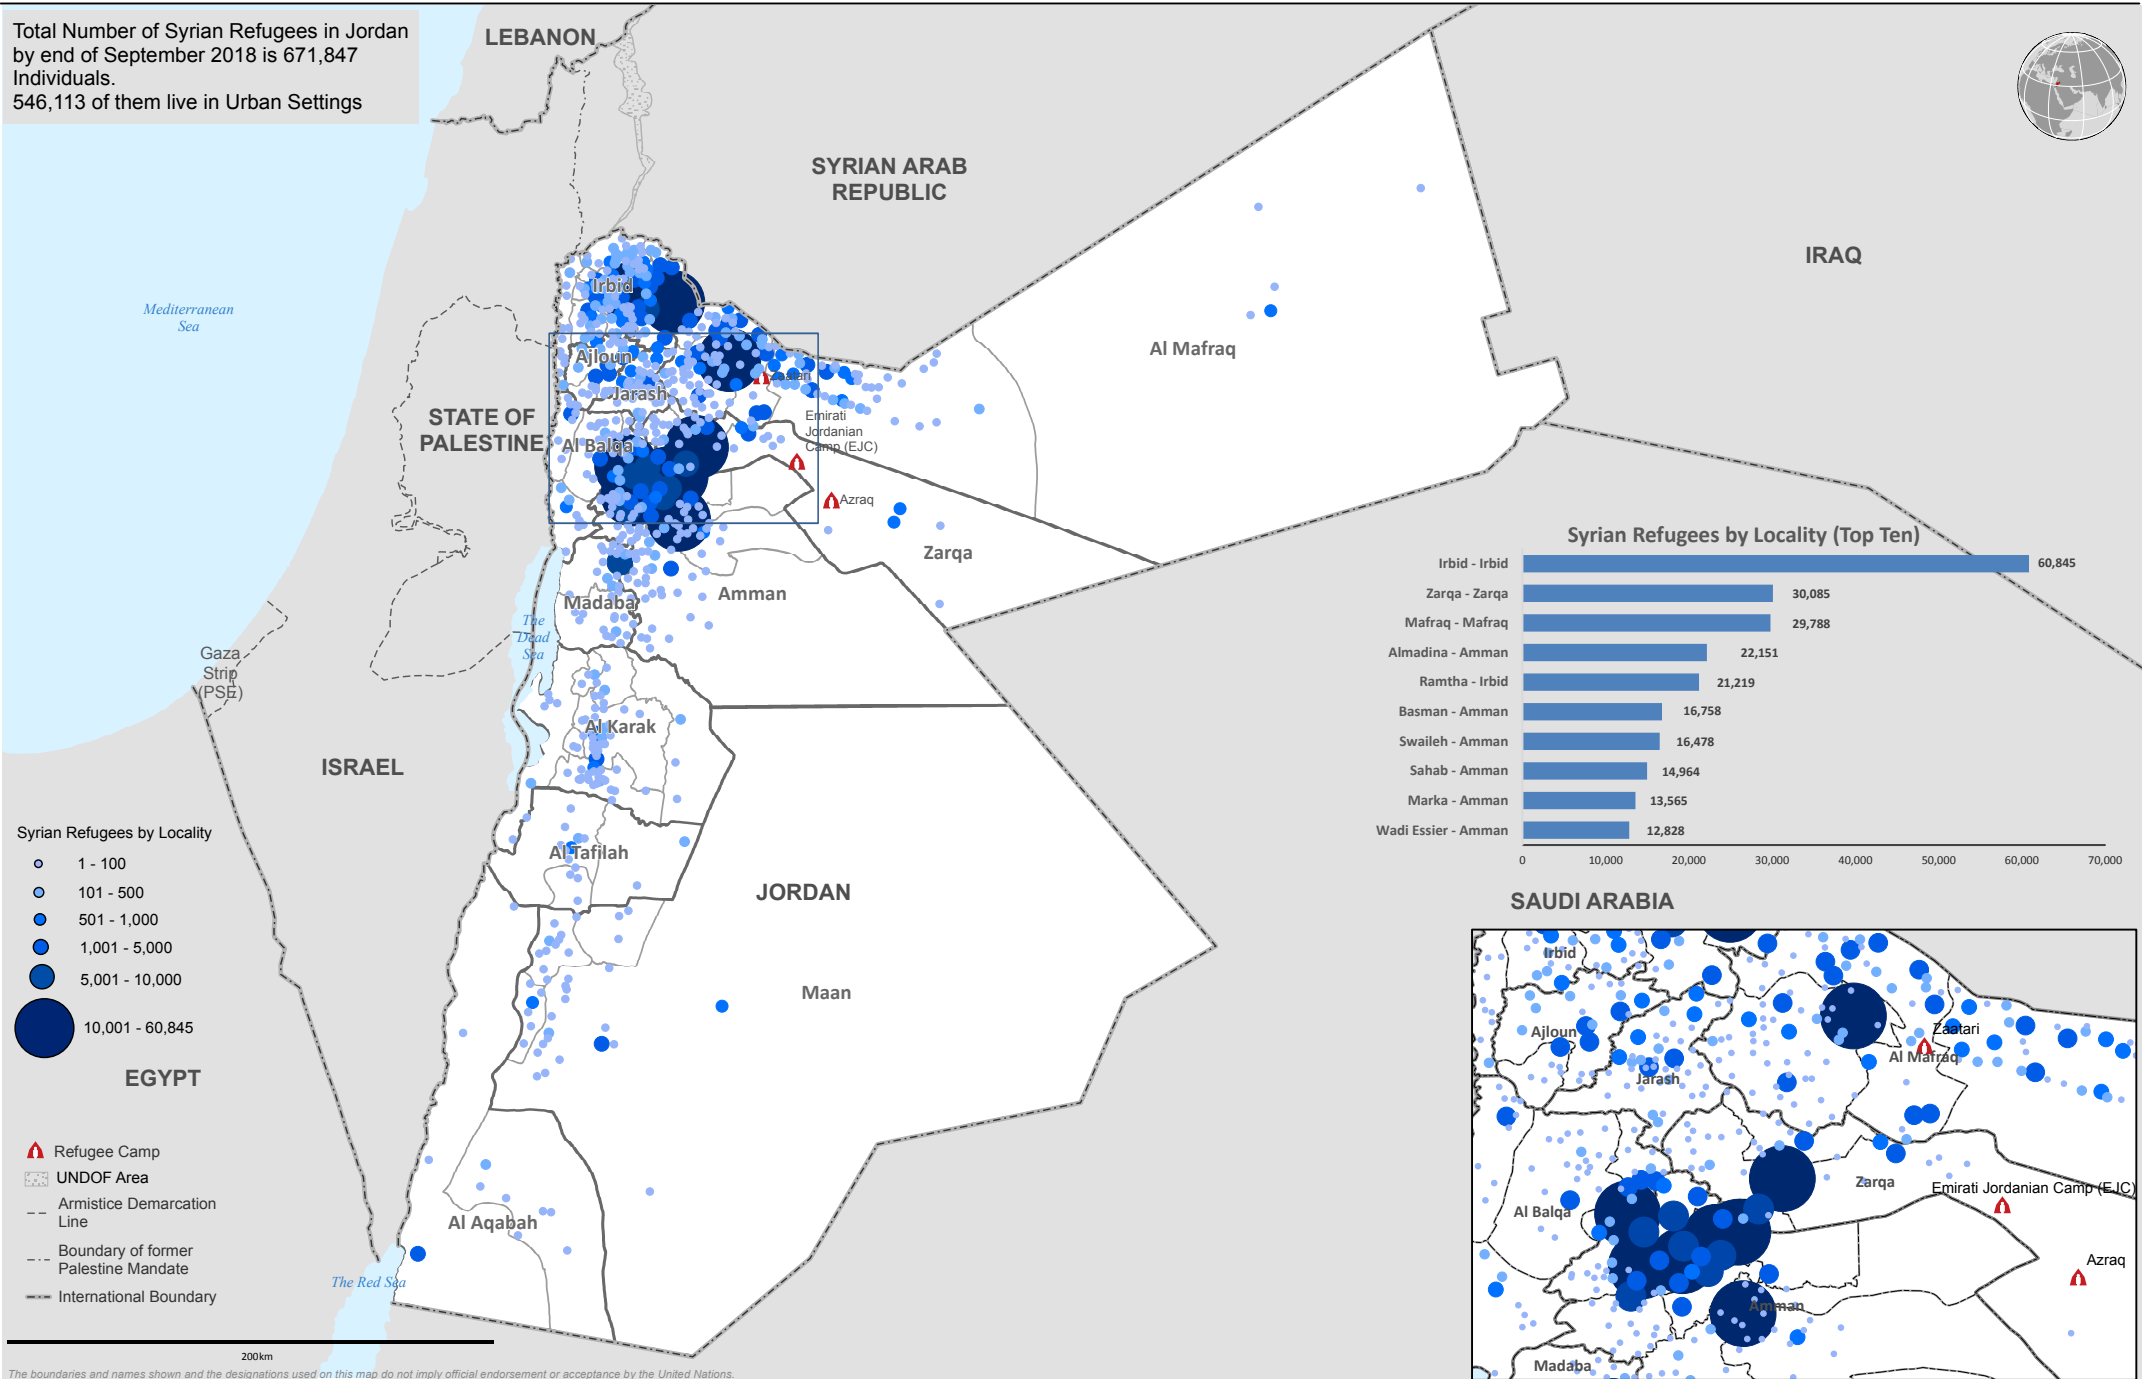 Total Number of Syrian Refugees in Jordan
by end of September 2018 is 671,847
Individuals.
546,113 of them live in Urban Settings
LEBANON
SYRIAN ARAB
REPUBLIC
IRAQ
Mediterranean
Sea
Irbid
Ajloun
Jarash
Zaatari
Al Mafraq
STATE OF
PALESTINE
Al Balqa
Emirati
Jordanian
Camp (EJC)
Azraq
Zarqa
Amman
Madaba
The
Dead
Sea
Gaza
Strip
(PSE)
Al Karak
ISRAEL
Al Tafilah
JORDAN
Maan
EGYPT
Al Aqabah
The Red Sea
SAUDI ARABIA
Syrian Refugees by Locality (Top Ten)
Irbid - Irbid 60,845
Zarqa - Zarqa 30,085
Mafraq - Mafraq 29,788
Almadina - Amman 22,151
Ramtha - Irbid 21,219
Basman - Amman 16,758
Swaileh - Amman 16,478
Sahab - Amman 14,964
Marka - Amman 13,565
Wadi Essier - Amman 12,828
0 10,000 20,000 30,000 40,000 50,000 60,000 70,000
Syrian Refugees by Locality
1 - 100
101 - 500
501 - 1,000
1,001 - 5,000
5,001 - 10,000
10,001 - 60,845
Refugee Camp
UNDOF Area
Armistice Demarcation
Line
Boundary of former
Palestine Mandate
International Boundary
200km
The boundaries and names shown and the designations used on this map do not imply official endorsement or acceptance by the United Nations.
Irbid
Ajloun
Zaatari
Al Mafraq
Jarash
Zarqa
Emirati Jordanian Camp (EJC)
Al Balqa
Azraq
Amman
Madaba